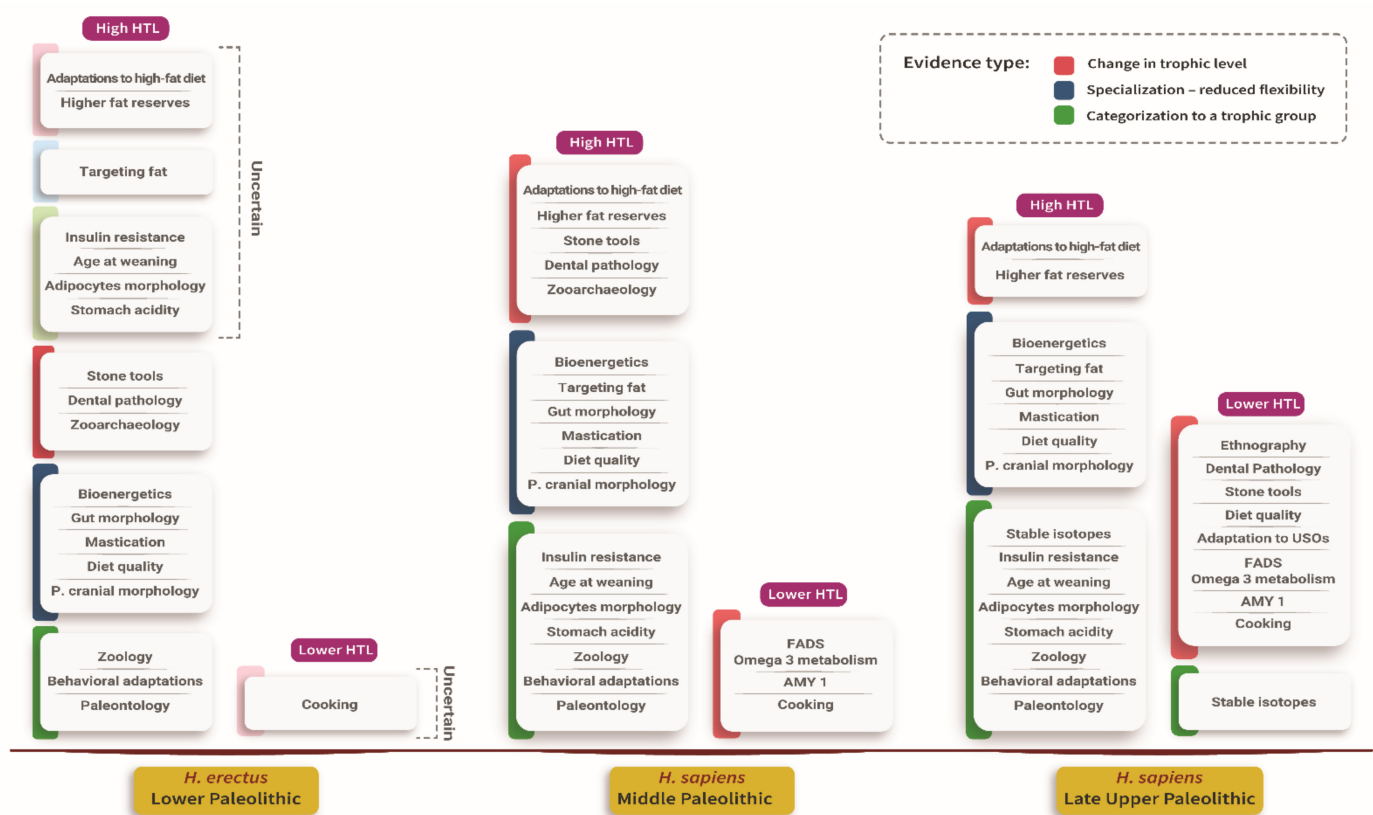 High HTL
Adaptations to high-fat diet
Higher fat reserves
Targeting fat
Insulin resistance
Age at weaning
Adipocytes morphology
Stomach acidity
Uncertain
Stone tools
Dental pathology
Zooarchaeology
Bioenergetics
Gut morphology
Mastication
Diet quality
P. cranial morphology
Zoology
Behavioral adaptations
Paleontology
Lower HTL
Cooking
Uncertain
H. erectus
Lower Paleolithic
High HTL
Adaptations to high-fat diet
Higher fat reserves
Stone tools
Dental pathology
Zooarchaeology
Bioenergetics
Targeting fat
Gut morphology
Mastication
Diet quality
P. cranial morphology
Insulin resistance
Age at weaning
Adipocytes morphology
Stomach acidity
Zoology
Behavioral adaptations
Paleontology
Lower HTL
FADS
Omega 3 metabolism
AMY 1
Cooking
H. sapiens
Middle Paleolithic
Evidence type:
Change in trophic level
Specialization – reduced flexibility
Categorization to a trophic group
High HTL
Adaptations to high-fat diet
Higher fat reserves
Bioenergetics
Targeting fat
Gut morphology
Mastication
Diet quality
P. cranial morphology
Stable isotopes
Insulin resistance
Age at weaning
Adipocytes morphology
Stomach acidity
Zoology
Behavioral adaptations
Paleontology
Lower HTL
Ethnography
Dental Pathology
Stone tools
Diet quality
Adaptation to USOs
FADS
Omega 3 metabolism
AMY 1
Cooking
Stable isotopes
H. sapiens
Late Upper Paleolithic